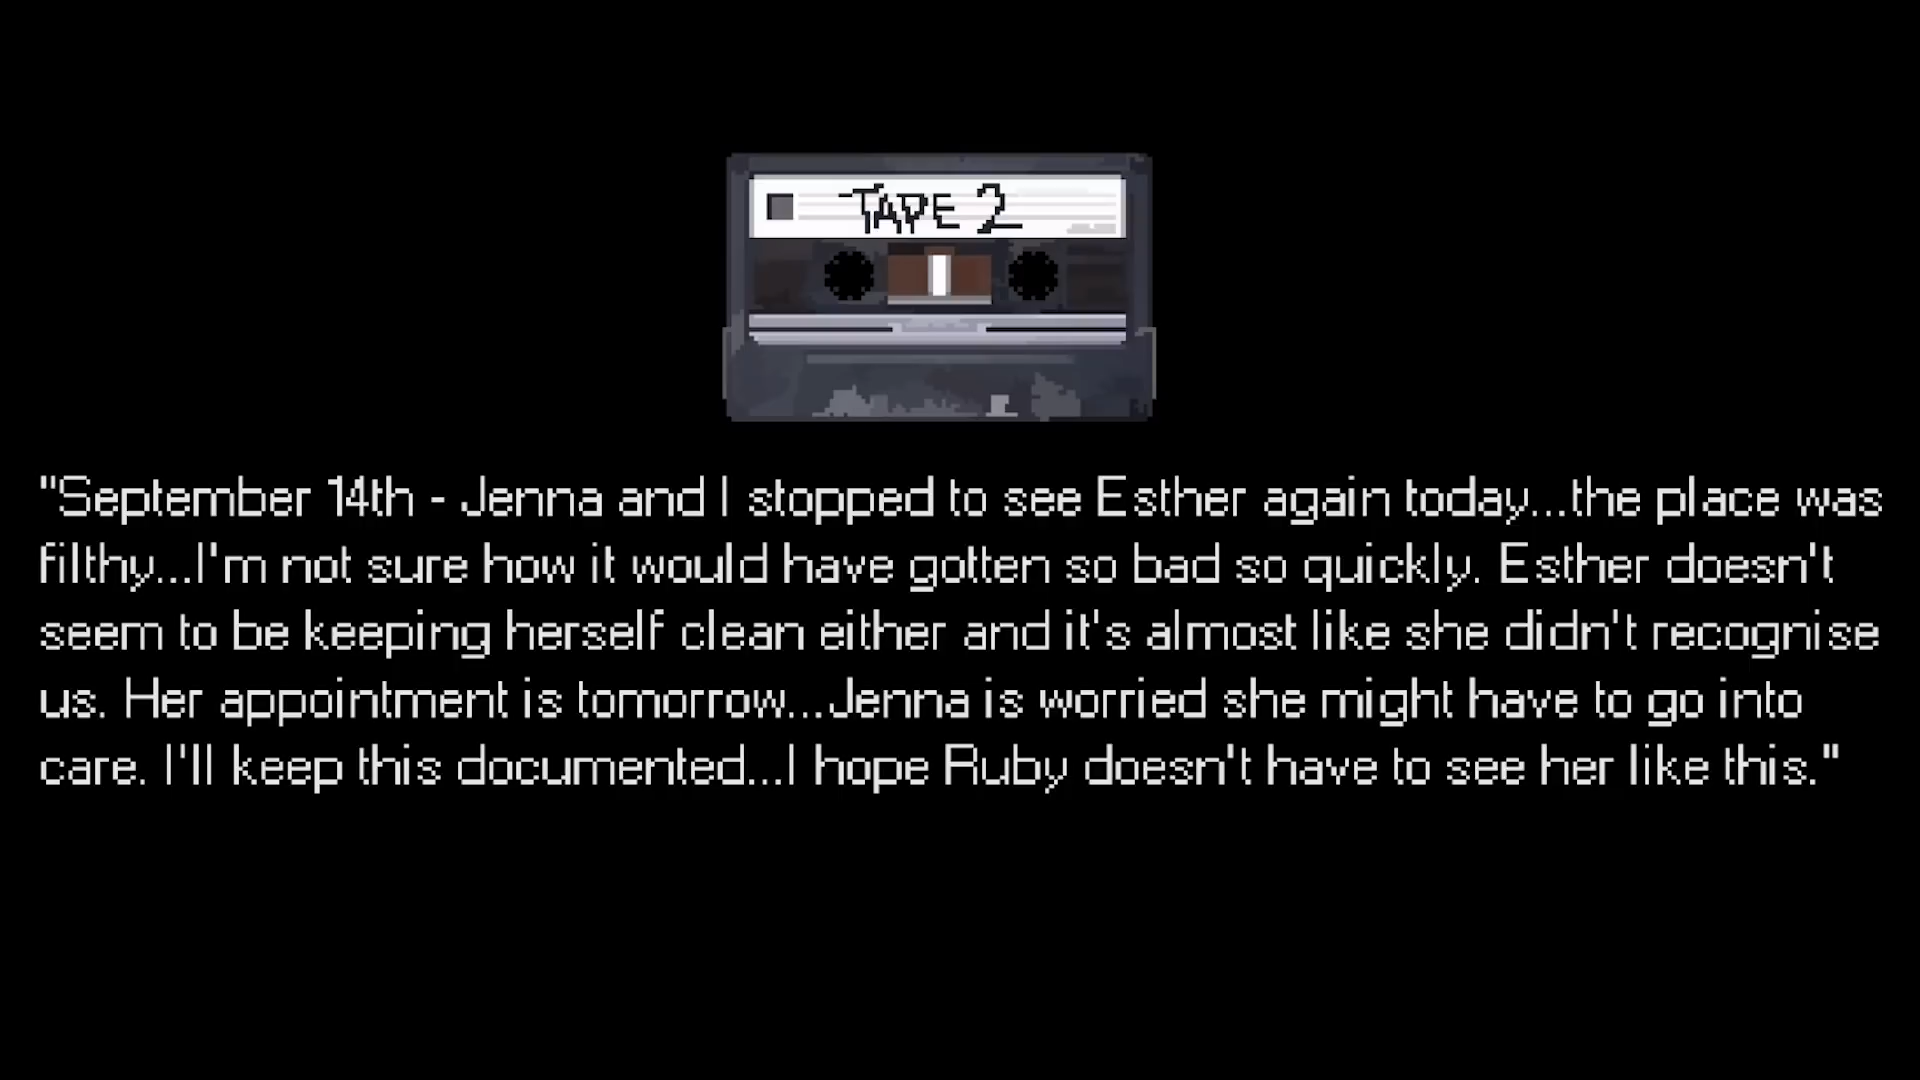 TAPE 2
"September 14th - Jenna and I stopped to see Esther again today...the place was
filthy...I'm not sure how it would have gotten so bad so quickly. Esther doesn't
seem to be keeping herself clean either and it's almost like she didn't recognise
us. Her appointment is tomorrow...Jenna is worried she might have to go into
care. I'll keep this documented...I hope Ruby doesn't have to see her like this."